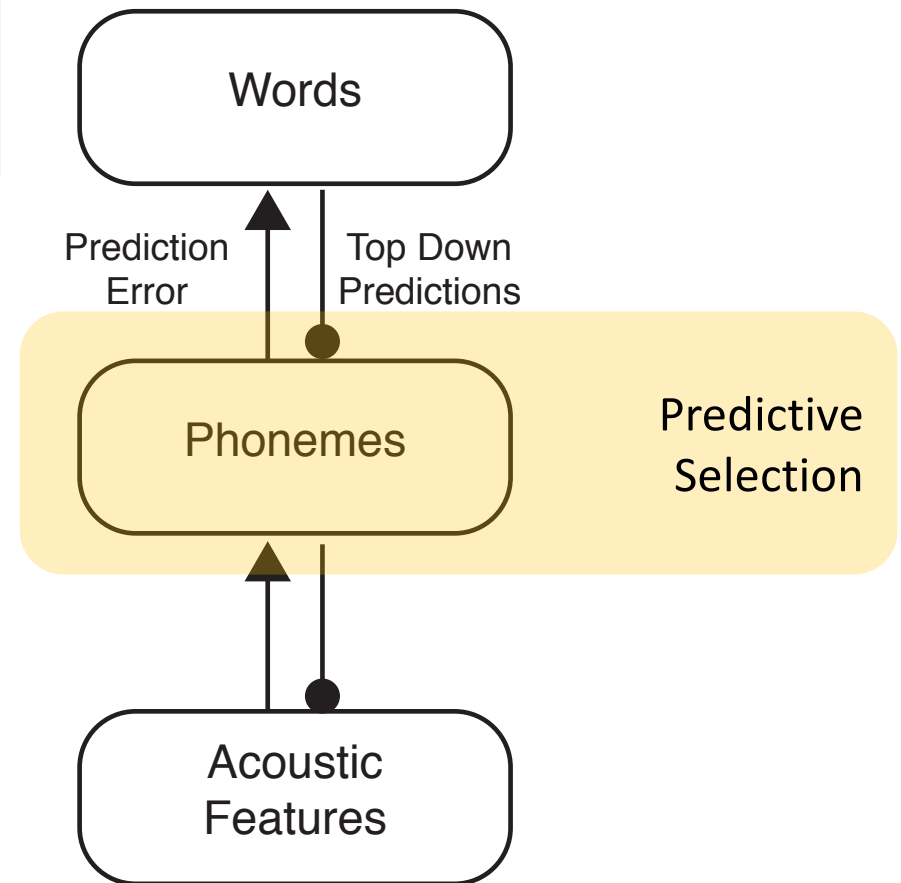 Words
Prediction
Error
Top Down
Predictions
Phonemes
Predictive
Selection
Acoustic
Features